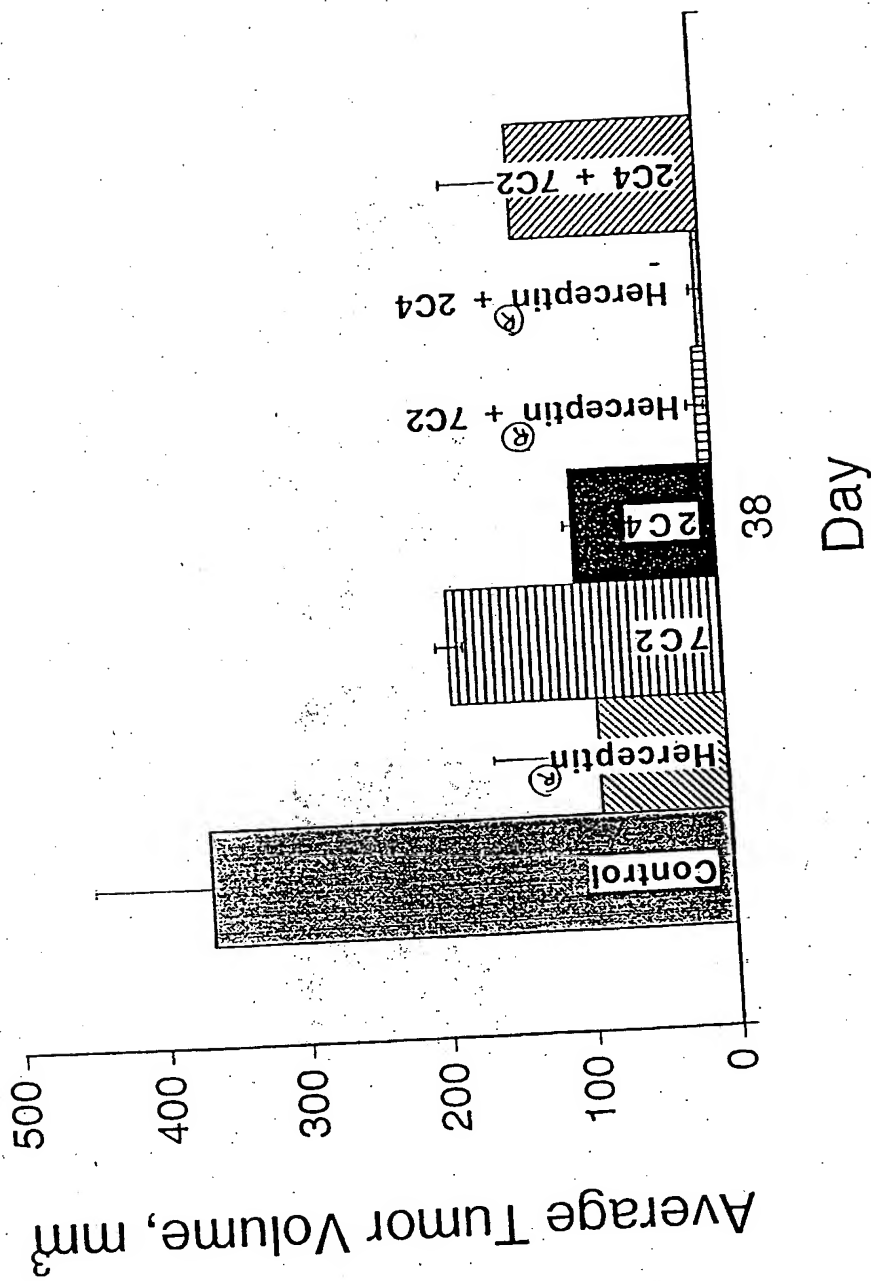 Average Tumor Volume, mm³
500
400
300
200
100
0
Control
Herceptin®
7C2
2C4
Herceptin® + 7C2
Herceptin® + 2C4
2C4 + 7C2
38
Day